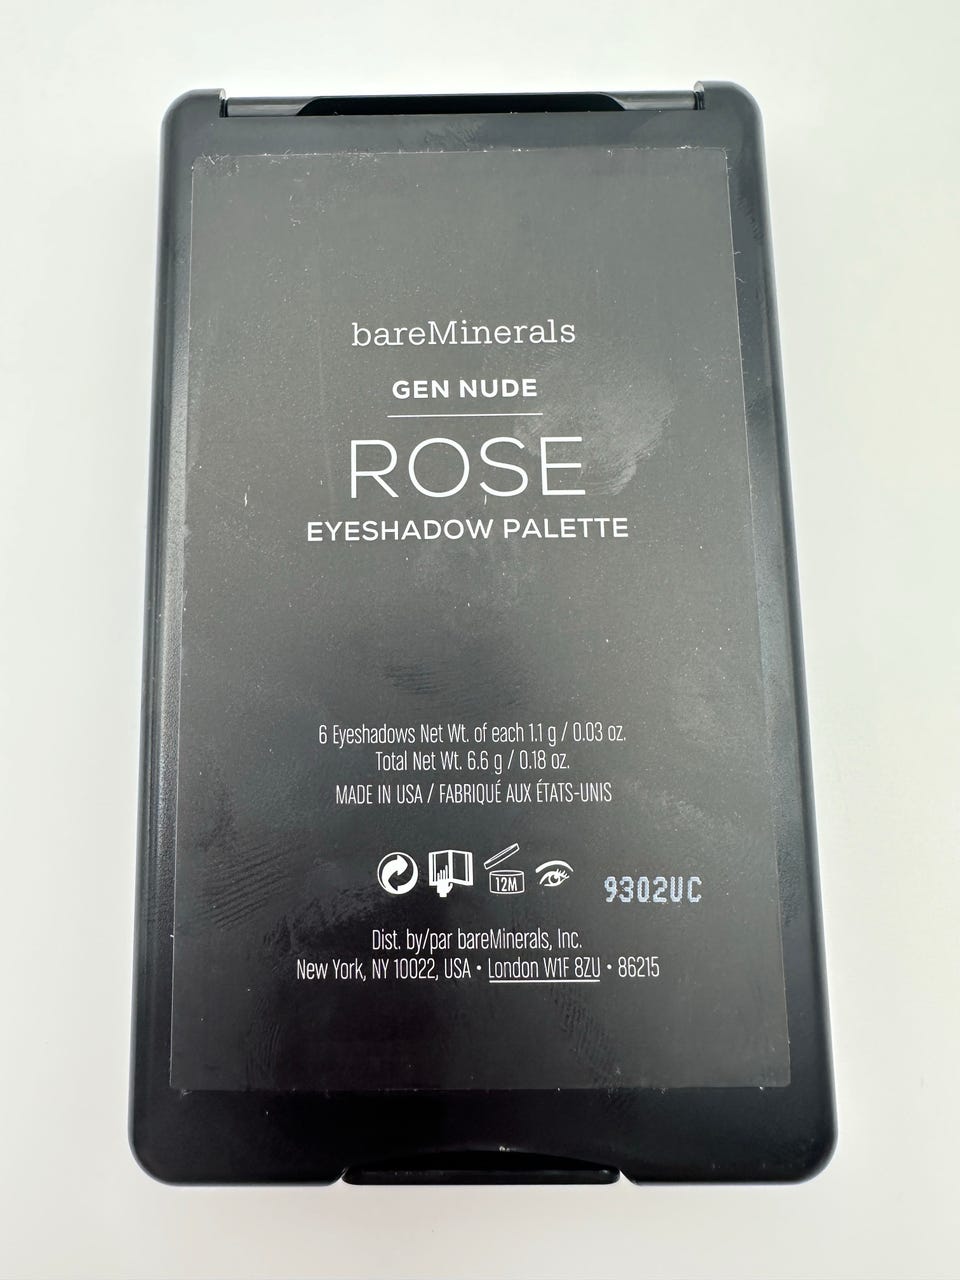 bareMinerals
GEN NUDE
ROSE
EYESHADOW PALETTE
6 Eyeshadows Net Wt. of each 1.1 g / 0.03 oz.
Total Net Wt. 6.6 g / 0.18 oz.
MADE IN USA / FABRIQUÉ AUX ÉTATS-UNIS
12M
9302UC
Dist. by/par bareMinerals, Inc.
New York, NY 10022, USA • London W1F 8ZU • 86215